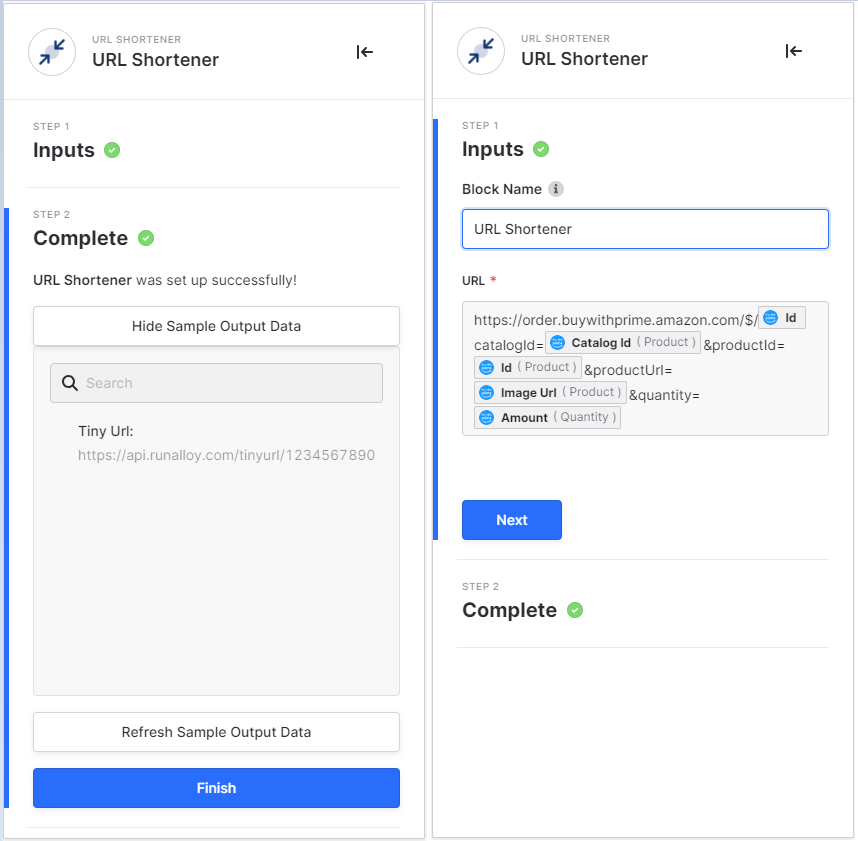 URL SHORTENER
URL Shortener
STEP 1
Inputs
STEP 2
Complete
URL Shortener was set up successfully!
Hide Sample Output Data
Search
Tiny Url:
https://api.runalloy.com/tinyurl/1234567890
Refresh Sample Output Data
Finish
URL SHORTENER
URL Shortener
STEP 1
Inputs
Block Name
URL Shortener
URL *
https://order.buywithprime.amazon.com/$/ Id
catalogId= Catalog Id ( Product ) &productId=
Id ( Product ) &productUrl=
Image Url ( Product ) &quantity=
Amount ( Quantity )
Next
STEP 2
Complete